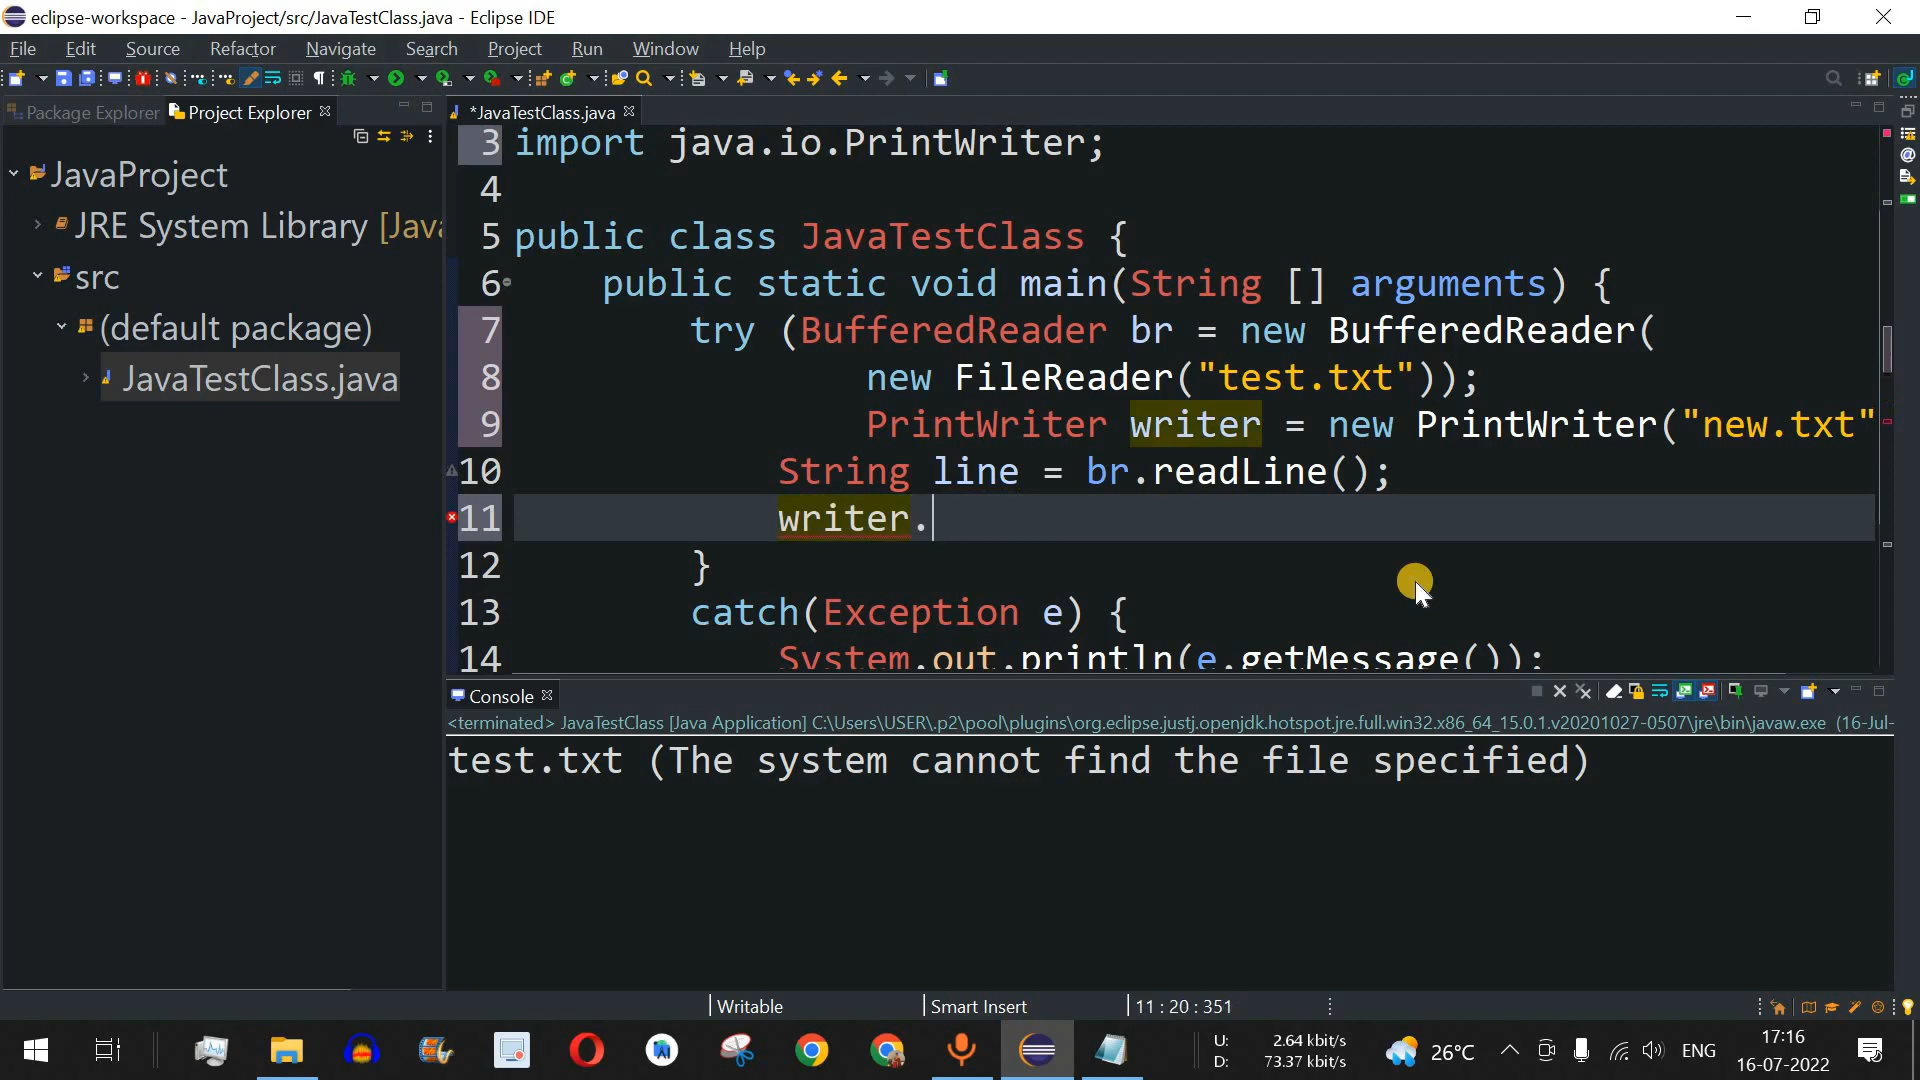 eclipse-workspace - JavaProject/src/JavaTestClass.java - Eclipse IDE
File Edit Source Refactor Navigate Search Project Run Window Help
Package Explorer Project Explorer
*JavaTestClass.java
JavaProject
JRE System Library [Java
src
(default package)
JavaTestClass.java
3 import java.io.PrintWriter;
4
5 public class JavaTestClass {
6 public static void main(String [] arguments) {
7 try (BufferedReader br = new BufferedReader(
8 new FileReader("test.txt"));
9 PrintWriter writer = new PrintWriter("new.txt"
10 String line = br.readLine();
11 writer.
12 }
13 catch(Exception e) {
14 System.out.println(e.getMessage());
Console
<terminated> JavaTestClass [Java Application] C:\Users\USER\.p2\pool\plugins\org.eclipse.justj.openjdk.hotspot.jre.full.win32.x86_64_15.0.1.v20201027-0507\jre\bin\javaw.exe (16-Jul-
test.txt (The system cannot find the file specified)
Writable Smart Insert 11 : 20 : 351
U: 2.64 kbit/s
D: 73.37 kbit/s
26°C
ENG
17:16
16-07-2022